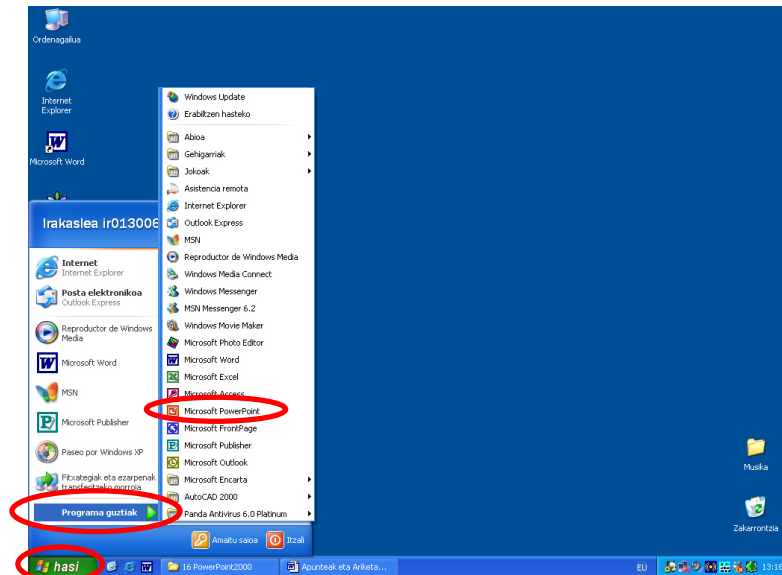 Ordenagailua
Internet
Explorer
Microsoft Word
Irakaslea ir013006
Internet
Internet Explorer
Posta elektronikoa
Outlook Express
Reproductor de Windows
Media
Microsoft Word
MSN
Microsoft Publisher
Paseo por Windows XP
Fitxategiak eta ezarpenak
transferitzeko morroia
Programa guztiak
Windows Update
Erabiltzen hasteko
Abioa
Gehigarriak
Jokoak
Asistencia remota
Internet Explorer
Outlook Express
MSN
Reproductor de Windows Media
Windows Media Connect
Windows Messenger
MSN Messenger 6.2
Windows Movie Maker
Microsoft Photo Editor
Microsoft Word
Microsoft Excel
Microsoft Access
Microsoft PowerPoint
Microsoft FrontPage
Microsoft Publisher
Microsoft Outlook
Microsoft Encarta
AutoCAD 2000
Panda Antivirus 6.0 Platinum
Amaitu saioa
Itzali
Musika
Zakarrontzia
hasi
16 PowerPoint2000
Apunteak eta Ariketa...
EU
13:13